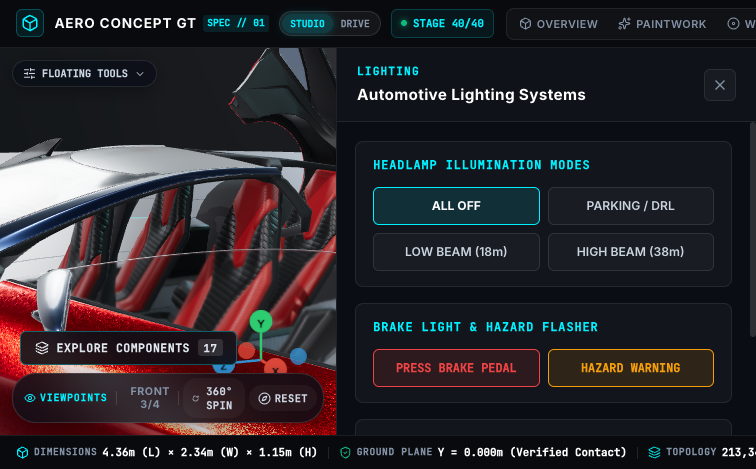 AERO CONCEPT GT SPEC // 01 STUDIO DRIVE STAGE 40/40 OVERVIEW PAINTWORK
FLOATING TOOLS
LIGHTING
Automotive Lighting Systems
HEADLAMP ILLUMINATION MODES
ALL OFF PARKING / DRL
LOW BEAM (18m) HIGH BEAM (38m)
BRAKE LIGHT & HAZARD FLASHER
PRESS BRAKE PEDAL HAZARD WARNING
Y
EXPLORE COMPONENTS 17
VIEWPOINTS FRONT 3/4 360° SPIN RESET
DIMENSIONS 4.36m (L) × 2.34m (W) × 1.15m (H) GROUND PLANE Y = 0.000m (Verified Contact) TOPOLOGY